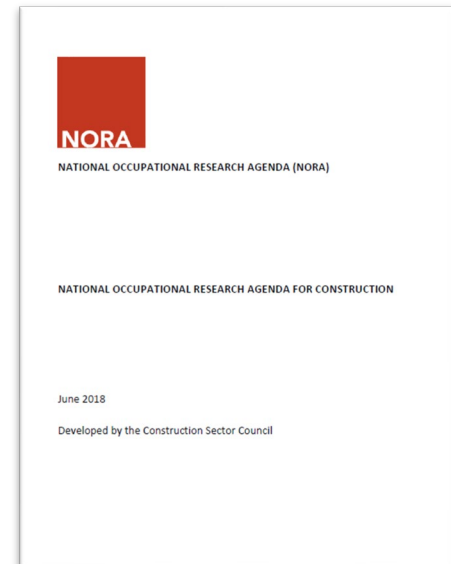 NORA
NATIONAL OCCUPATIONAL RESEARCH AGENDA (NORA)
NATIONAL OCCUPATIONAL RESEARCH AGENDA FOR CONSTRUCTION
June 2018
Developed by the Construction Sector Council